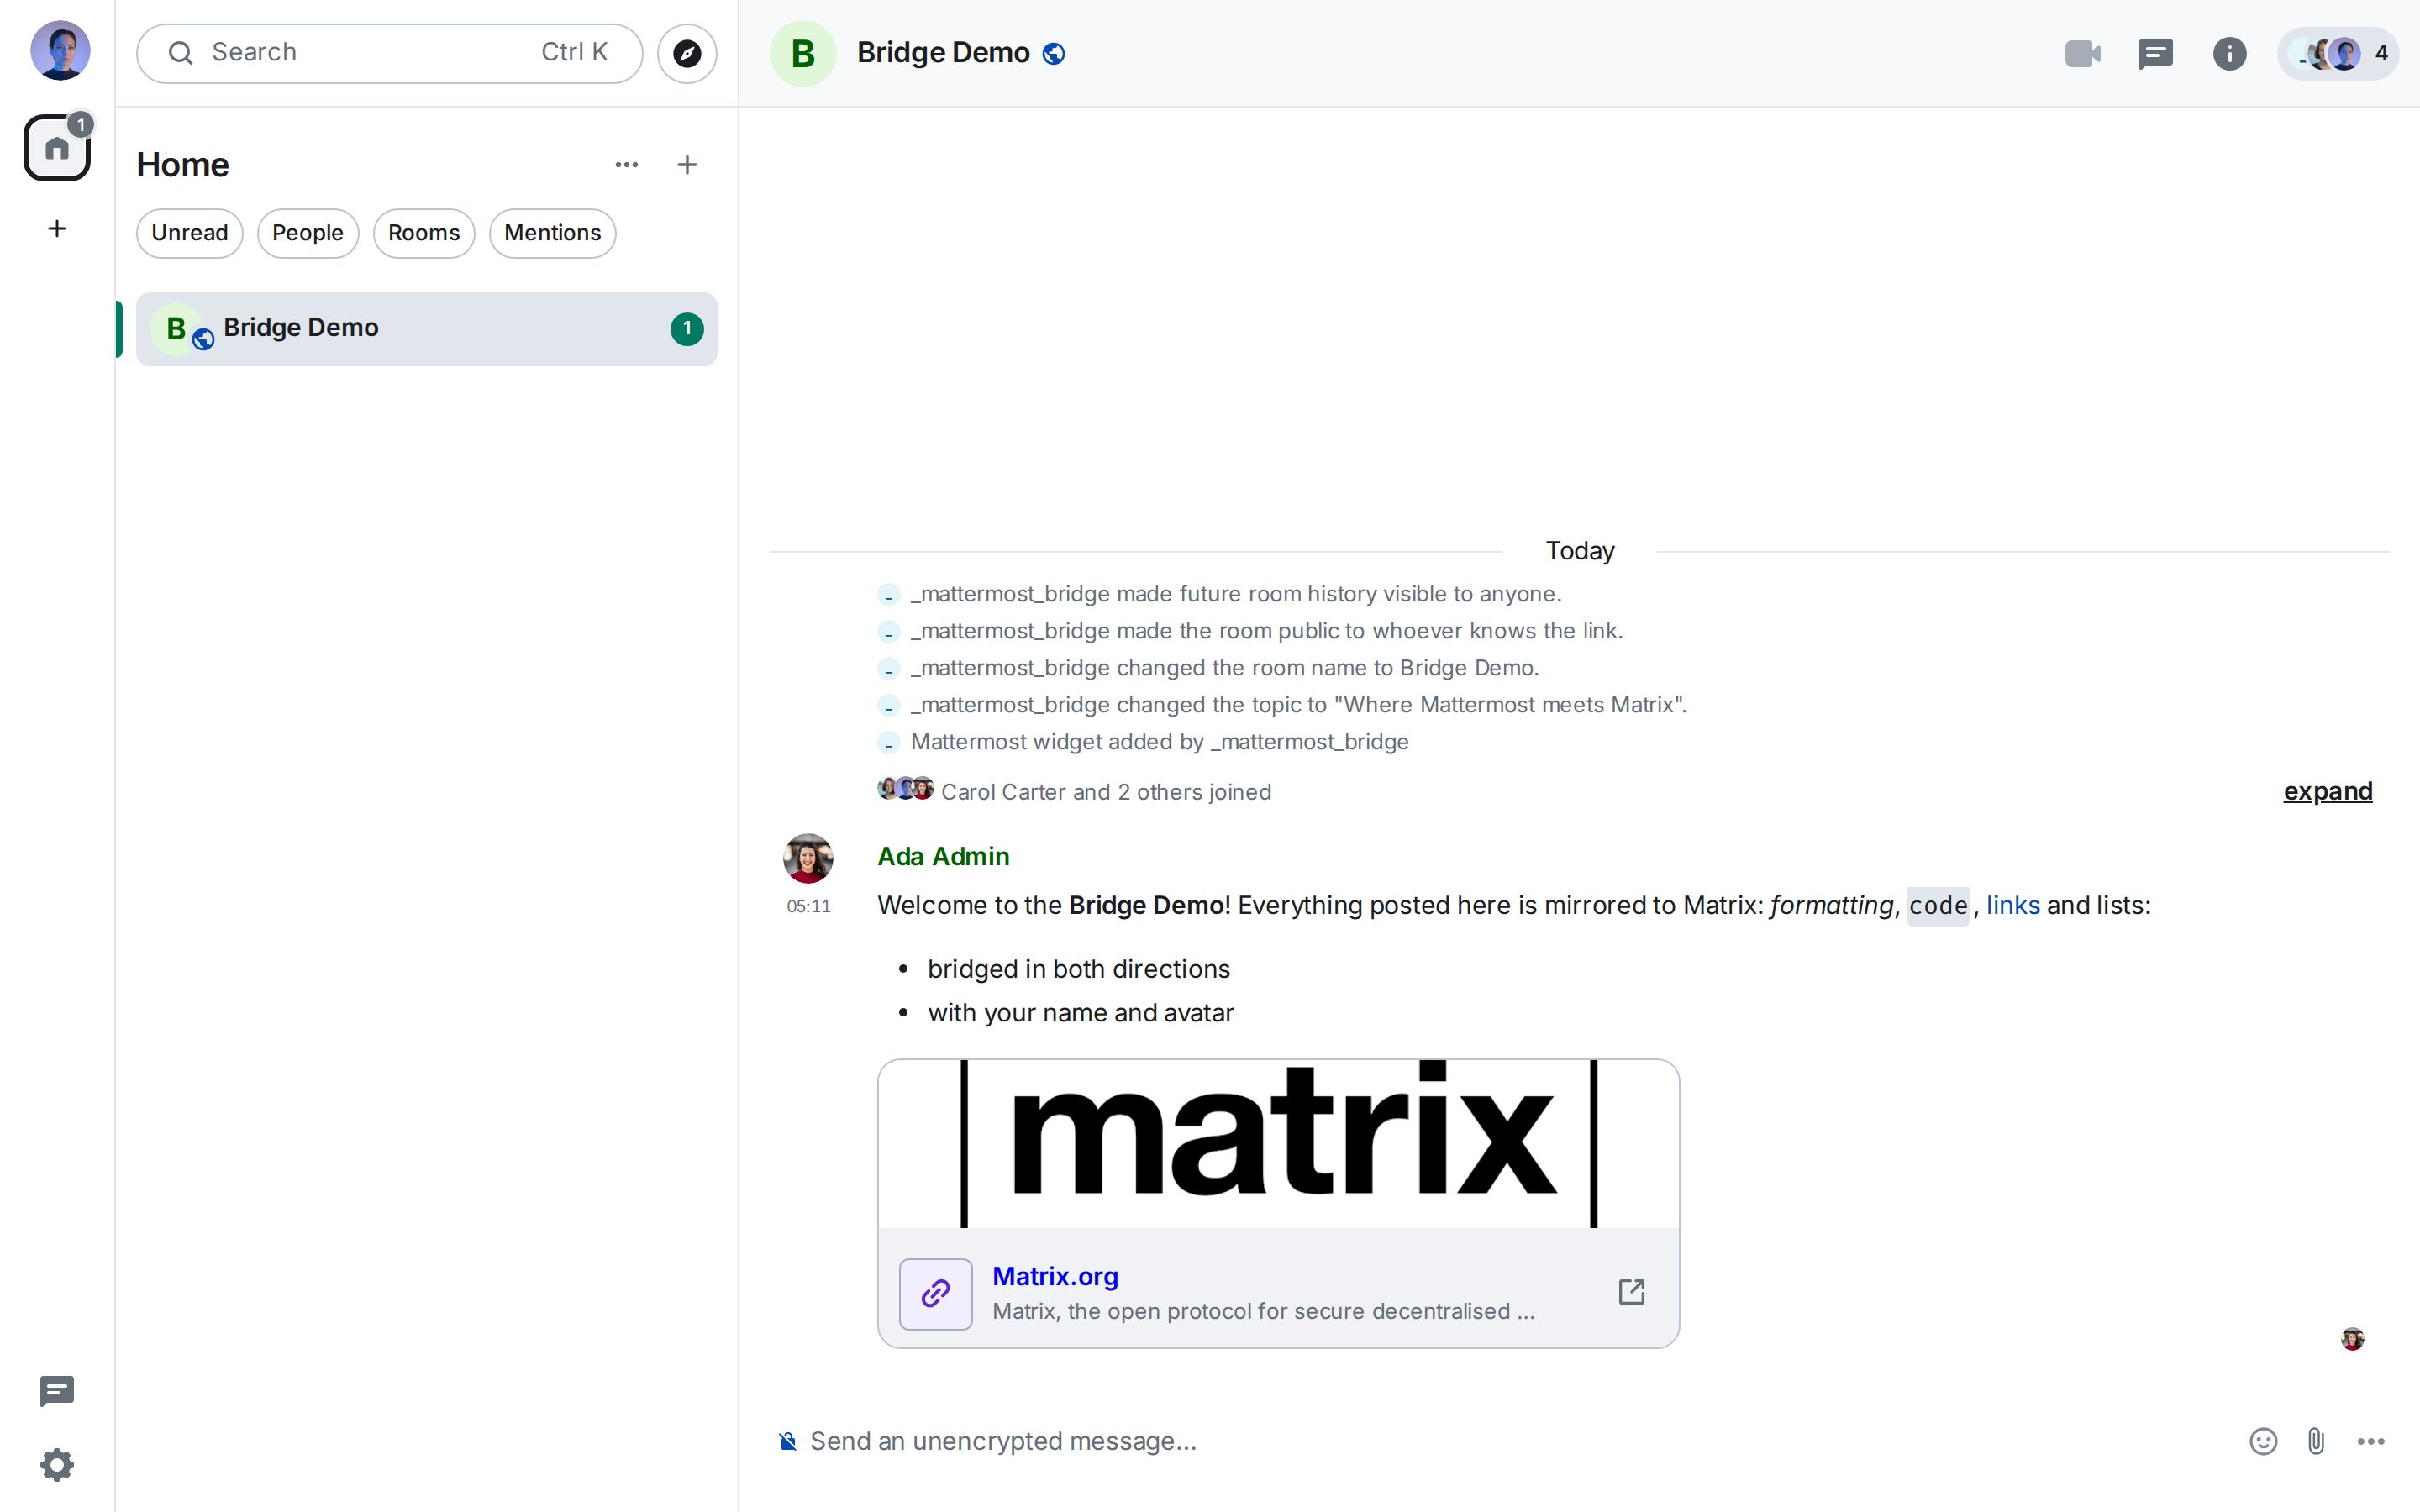 Search Ctrl K
B Bridge Demo
4
1
Home
Unread People Rooms Mentions
B Bridge Demo 1
Today
_mattermost_bridge made future room history visible to anyone.
_mattermost_bridge made the room public to whoever knows the link.
_mattermost_bridge changed the room name to Bridge Demo.
_mattermost_bridge changed the topic to "Where Mattermost meets Matrix".
Mattermost widget added by _mattermost_bridge
Carol Carter and 2 others joined expand
Ada Admin
05:11 Welcome to the Bridge Demo! Everything posted here is mirrored to Matrix: formatting, code, links and lists:
• bridged in both directions
• with your name and avatar
matrix
Matrix.org
Matrix, the open protocol for secure decentralised ...
Send an unencrypted message...